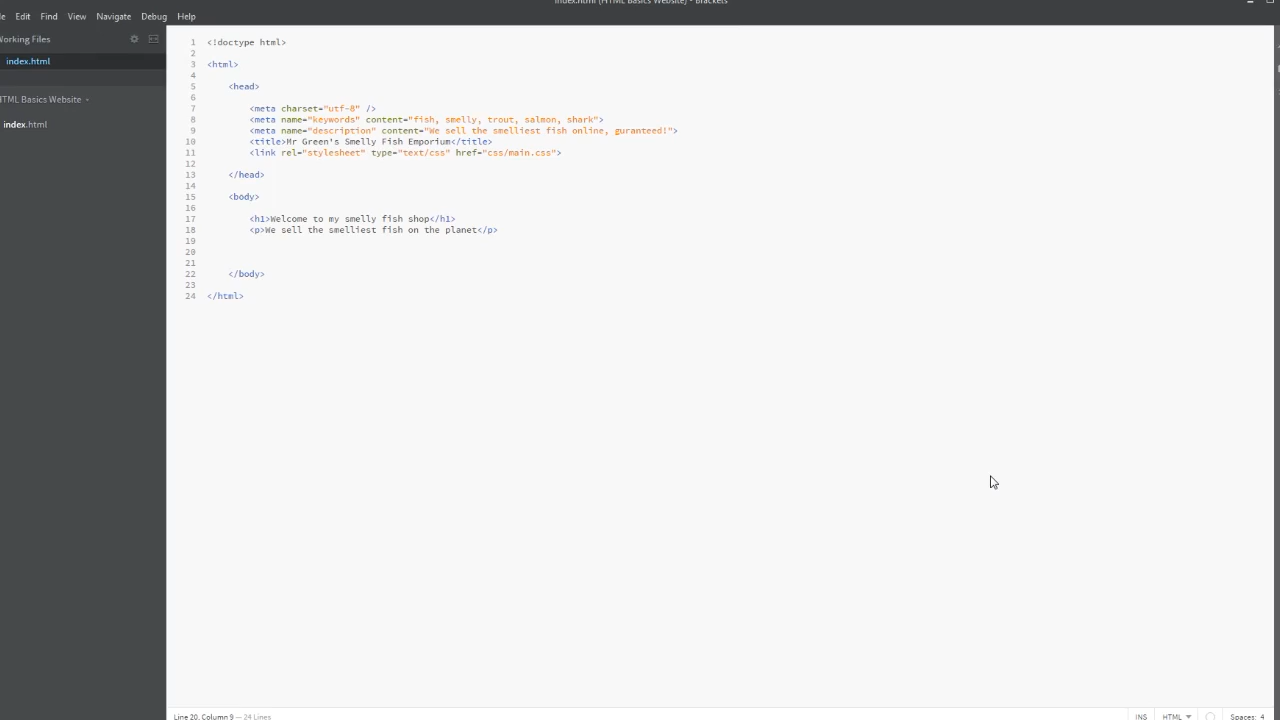 index.html (HTML Basics Website) - Brackets
Edit Find View Navigate Debug Help
Working Files
index.html
HTML Basics Website
index.html
1 <!doctype html>
2
3 <html>
4
5 <head>
6
7 <meta charset="utf-8" />
8 <meta name="keywords" content="fish, smelly, trout, salmon, shark">
9 <meta name="description" content="We sell the smelliest fish online, guranteed!">
10 <title>Mr Green's Smelly Fish Emporium</title>
11 <link rel="stylesheet" type="text/css" href="css/main.css">
12
13 </head>
14
15 <body>
16
17 <h1>Welcome to my smelly fish shop</h1>
18 <p>We sell the smelliest fish on the planet</p>
19
20
21
22 </body>
23
24 </html>
Line 20, Column 9 — 24 Lines
INS HTML Spaces: 4